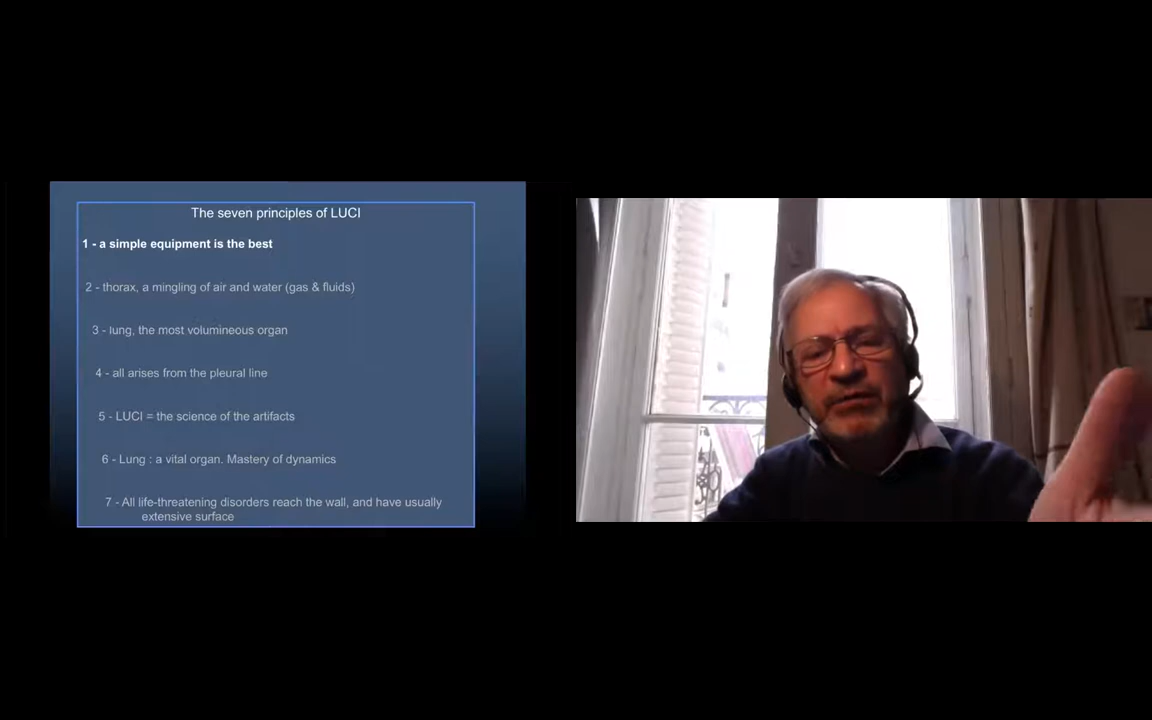 The seven principles of LUCI
1 - a simple equipment is the best
2 - thorax, a mingling of air and water (gas & fluids)
3 - lung, the most volumineous organ
4 - all arises from the pleural line
5 - LUCI = the science of the artifacts
6 - Lung : a vital organ. Mastery of dynamics
7 - All life-threatening disorders reach the wall, and have usually
extensive surface